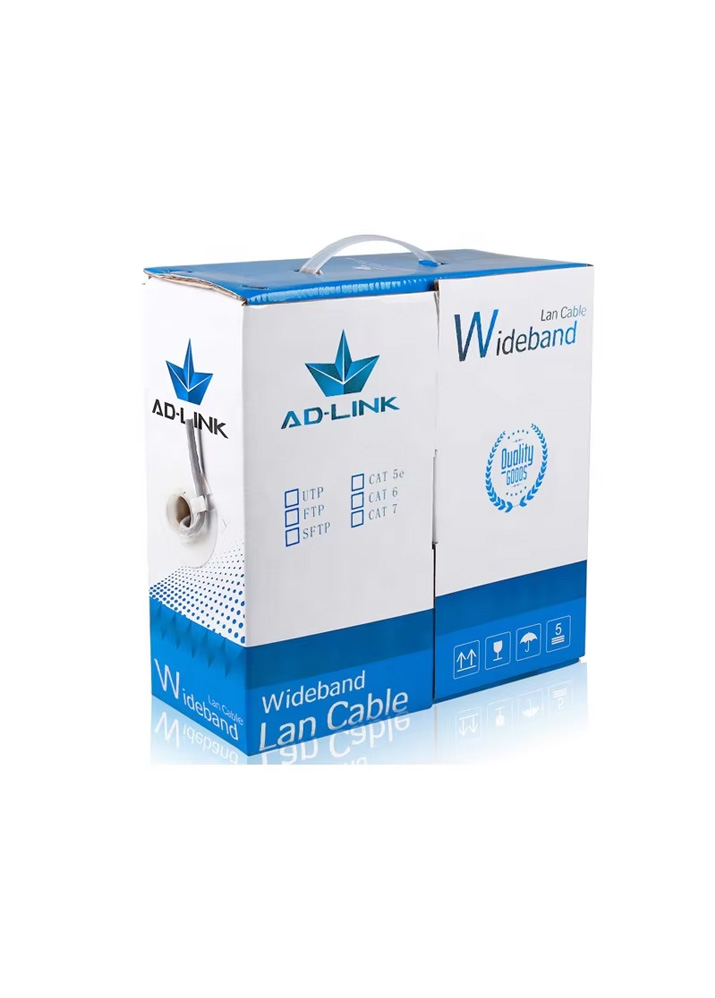 AD-LINK
Wideband
Lan Cable
AD-LINK
UTP
FTP
SFTP
CAT 5e
CAT 6
CAT 7
Wideband
Lan Cable
Lan Cable
Wideband
Quality
GOODS
5